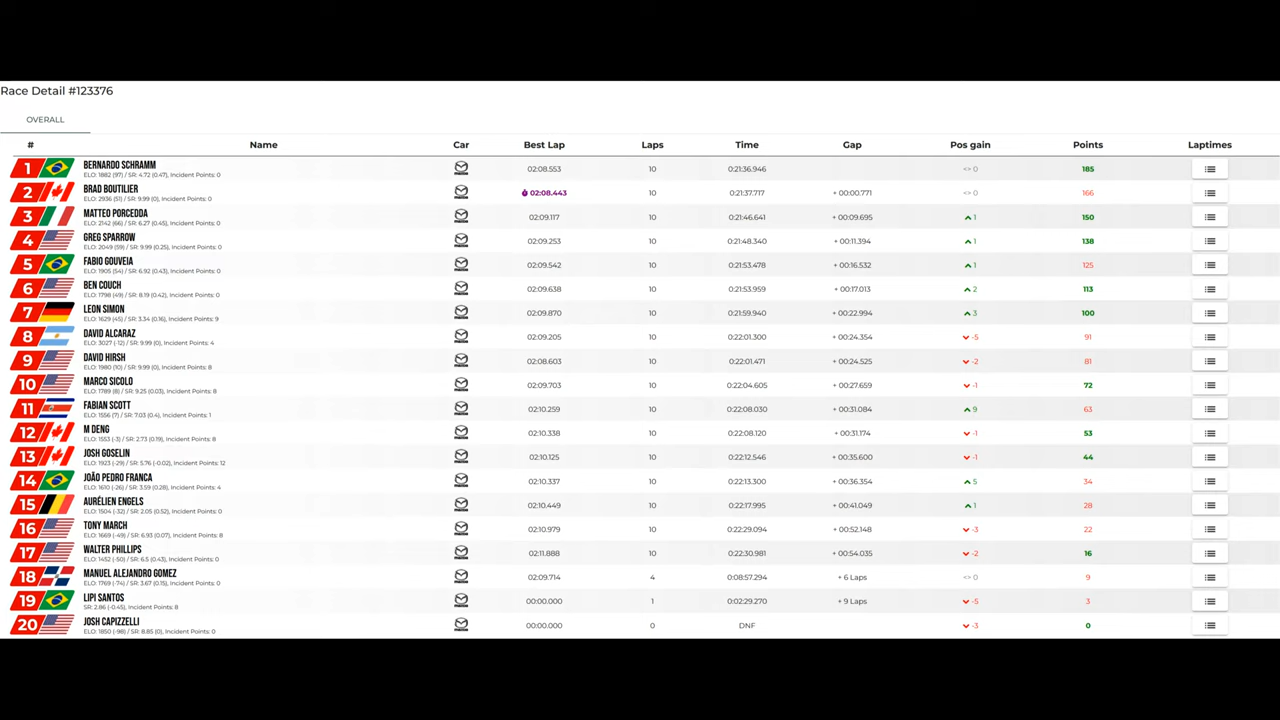 Race Detail #123376
OVERALL
# Name Car Best Lap Laps Time Gap Pos gain Points Laptimes
1 BERNARDO SCHRAMM 02:08.553 10 0:21:36.946 <> 0 185
ELO: 1882 (97) / SR: 4.72 (0.47), Incident Points: 0
2 BRAD BOUTILIER 02:08.443 10 0:21:37.717 + 00:00.771 <> 0 166
ELO: 2936 (51) / SR: 9.99 (0), Incident Points: 0
3 MATTEO PORCEDDA 02:09.117 10 0:21:46.641 + 00:09.695 1 150
ELO: 2142 (66) / SR: 6.27 (0.45), Incident Points: 0
4 GREG SPARROW 02:09.253 10 0:21:48.340 + 00:11.394 1 138
ELO: 2049 (59) / SR: 9.99 (0.25), Incident Points: 0
5 FABIO GOUVEIA 02:09.542 10 0:21:53.478 + 00:16.532 1 125
ELO: 1905 (54) / SR: 6.92 (0.43), Incident Points: 0
6 BEN COUCH 02:09.638 10 0:21:53.959 + 00:17.013 2 113
ELO: 1798 (49) / SR: 8.19 (0.42), Incident Points: 0
7 LEON SIMON 02:09.870 10 0:21:59.940 + 00:22.994 3 100
ELO: 1629 (45) / SR: 3.34 (0.16), Incident Points: 9
8 DAVID ALCARAZ 02:09.205 10 0:22:01.300 + 00:24.354 -5 91
ELO: 3027 (-12) / SR: 9.99 (0), Incident Points: 4
9 DAVID HIRSH 02:08.603 10 0:22:01.471 + 00:24.525 -2 81
ELO: 1980 (10) / SR: 9.99 (0), Incident Points: 8
10 MARCO SICOLO 02:09.703 10 0:22:04.605 + 00:27.659 -1 72
ELO: 1789 (8) / SR: 9.25 (0.03), Incident Points: 8
11 FABIAN SCOTT 02:10.259 10 0:22:08.030 + 00:31.084 9 63
ELO: 1556 (7) / SR: 7.03 (0.4), Incident Points: 1
12 M DENG 02:10.338 10 0:22:08.120 + 00:31.174 -1 53
ELO: 1553 (-3) / SR: 2.73 (0.19), Incident Points: 8
13 JOSH GOSELIN 02:10.125 10 0:22:12.546 + 00:35.600 -1 44
ELO: 1923 (-29) / SR: 5.76 (-0.02), Incident Points: 12
14 JOÃO PEDRO FRANCA 02:10.337 10 0:22:13.300 + 00:36.354 5 34
ELO: 1610 (-26) / SR: 3.59 (0.28), Incident Points: 4
15 AURÉLIEN ENGELS 02:10.449 10 0:22:17.995 + 00:41.049 1 28
ELO: 1504 (-32) / SR: 2.05 (0.52), Incident Points: 0
16 TONY MARCH 02:10.979 10 0:22:29.094 + 00:52.148 -3 22
ELO: 1669 (-49) / SR: 6.93 (0.07), Incident Points: 8
17 WALTER PHILLIPS 02:11.888 10 0:22:30.981 + 00:54.035 -2 16
ELO: 1452 (-50) / SR: 6.5 (0.43), Incident Points: 0
18 MANUEL ALEJANDRO GOMEZ 02:09.714 4 0:08:57.294 + 6 Laps <> 0 9
ELO: 1769 (-74) / SR: 3.67 (0.15), Incident Points: 0
19 LIPI SANTOS 00:00.000 1 0:02:29.270 + 9 Laps -5 3
SR: 2.86 (-0.45), Incident Points: 8
20 JOSH CAPIZZELLI 00:00.000 0 DNF -3 0
ELO: 1850 (-98) / SR: 8.85 (0), Incident Points: 0